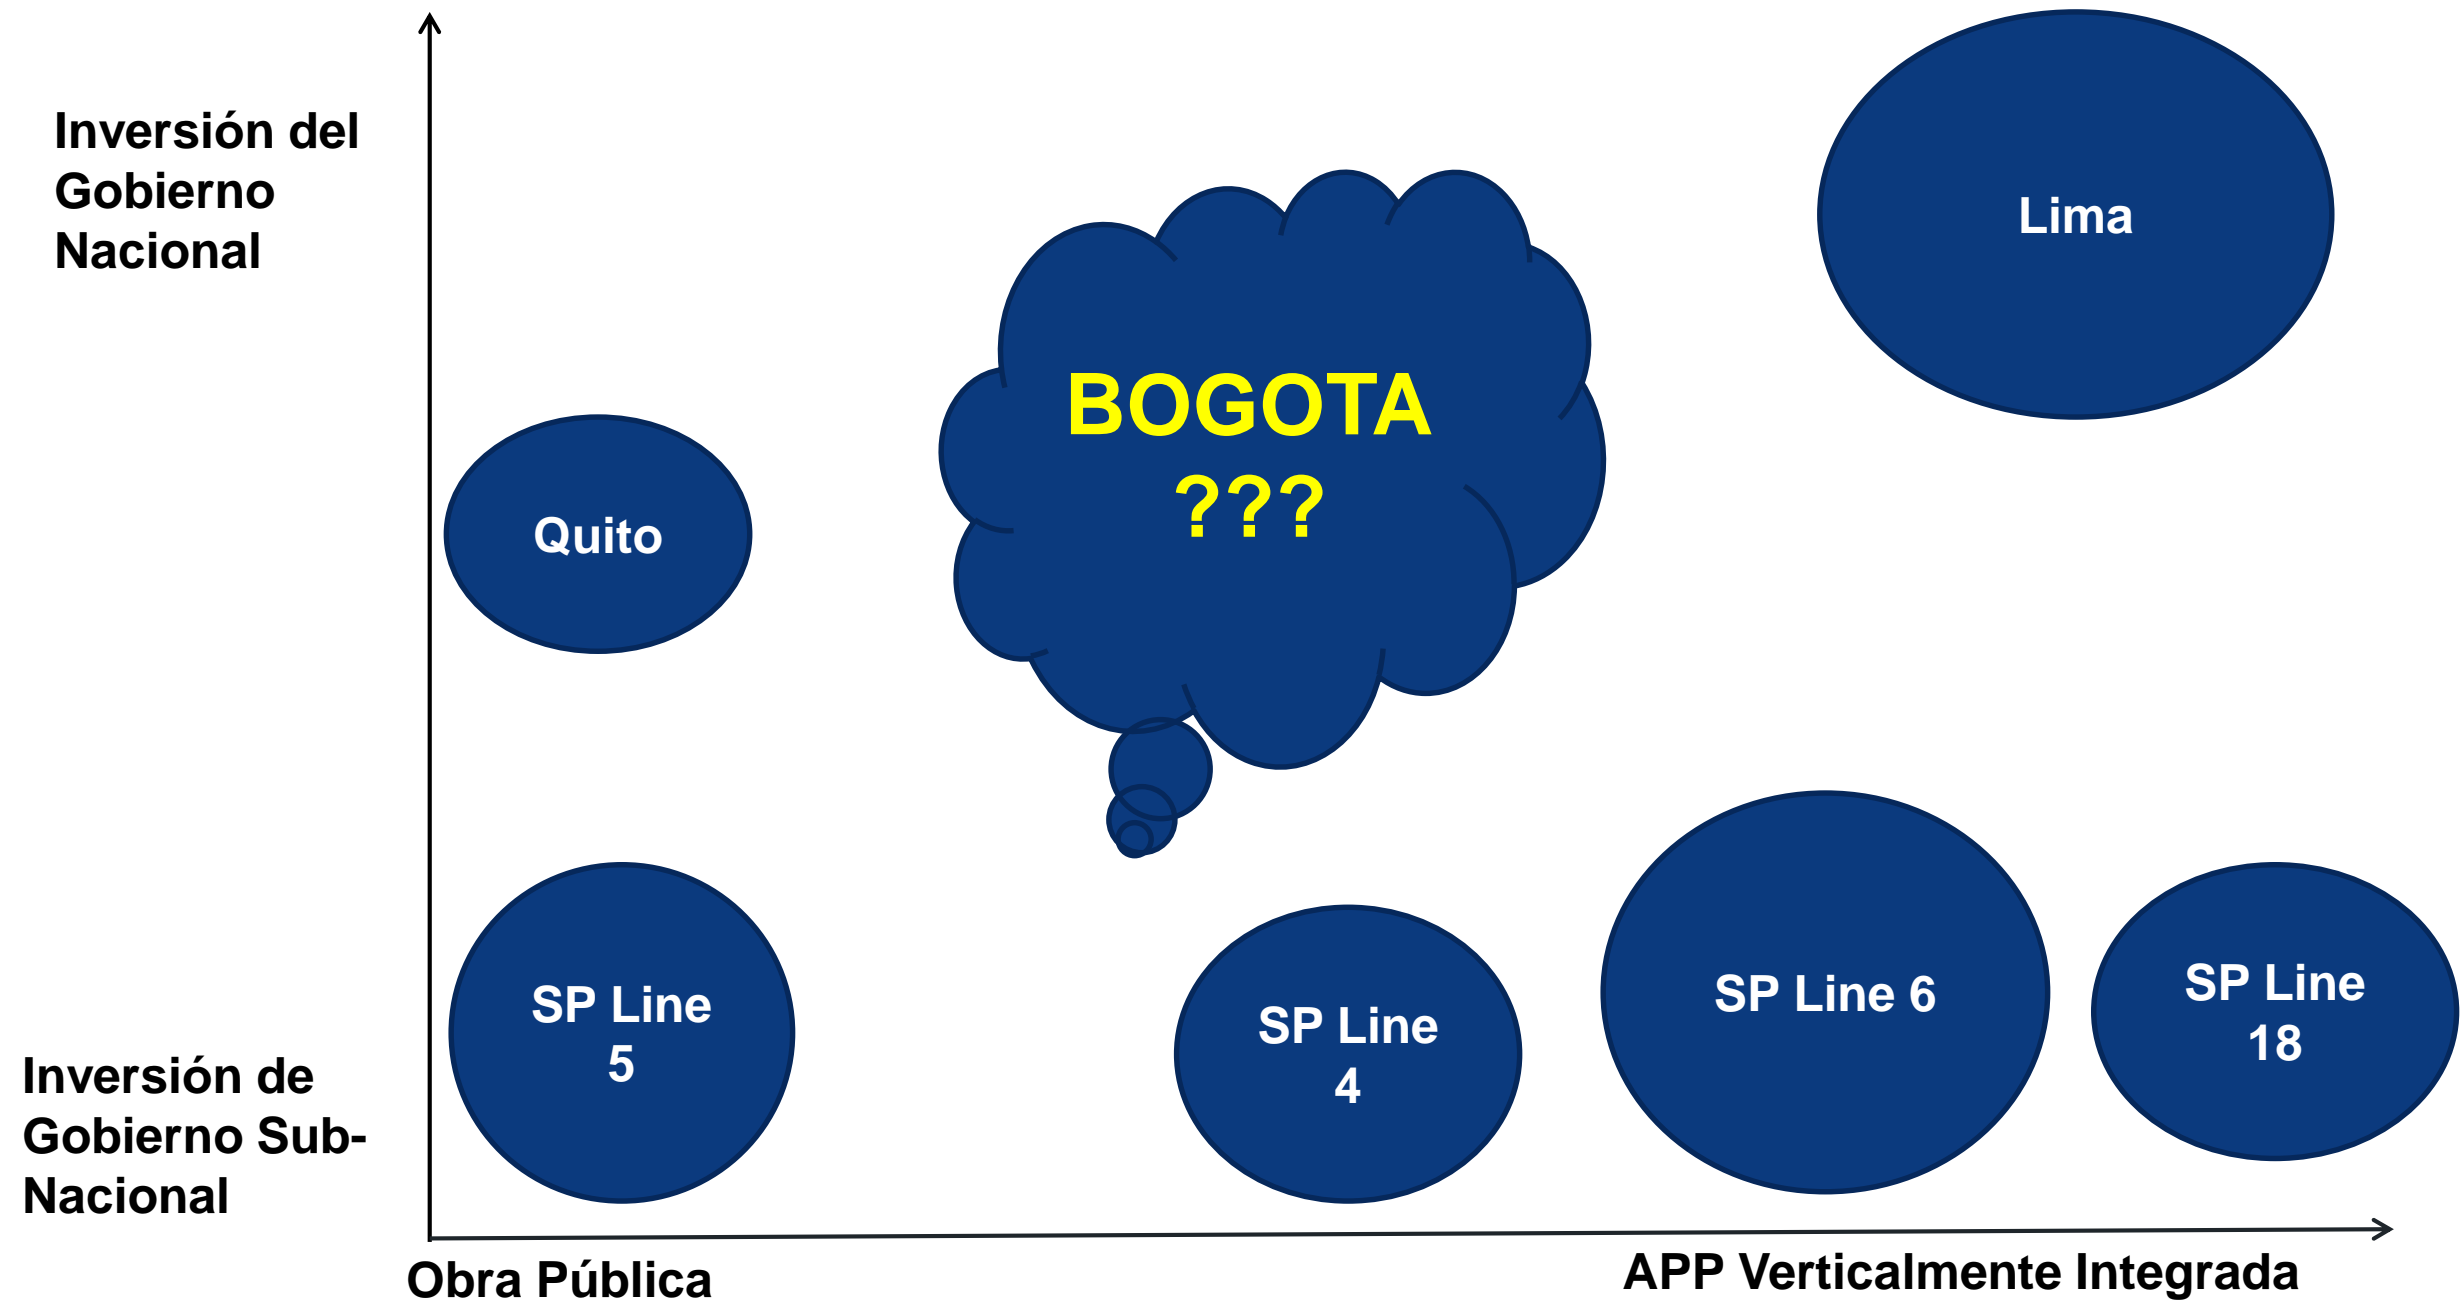 Inversión del
Gobierno
Nacional
Lima
BOGOTA
???
Quito
SP Line
5
SP Line
4
SP Line 6
SP Line
18
Inversión de
Gobierno Sub-
Nacional
Obra Pública
APP Verticalmente Integrada